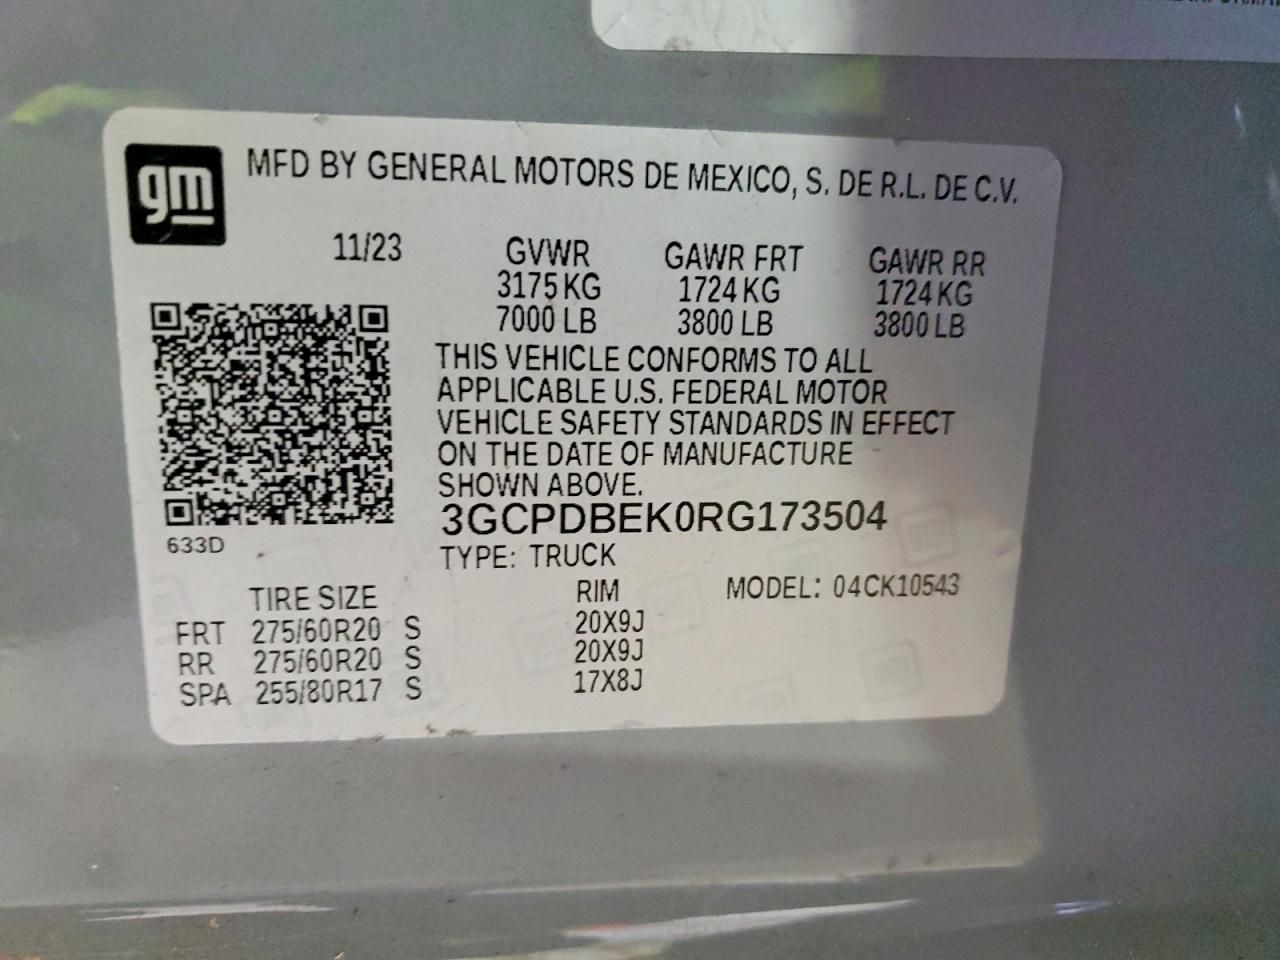 gm
MFD BY GENERAL MOTORS DE MEXICO, S. DE R.L. DE C.V.
11/23 GVWR GAWR FRT GAWR RR
3175 KG 1724 KG 1724 KG
7000 LB 3800 LB 3800 LB
THIS VEHICLE CONFORMS TO ALL
APPLICABLE U.S. FEDERAL MOTOR
VEHICLE SAFETY STANDARDS IN EFFECT
ON THE DATE OF MANUFACTURE
SHOWN ABOVE.
3GCPDBEK0RG173504
633D
TYPE: TRUCK
TIRE SIZE RIM MODEL: 04CK10543
FRT 275/60R20 S 20X9J
RR 275/60R20 S 20X9J
SPA 255/80R17 S 17X8J